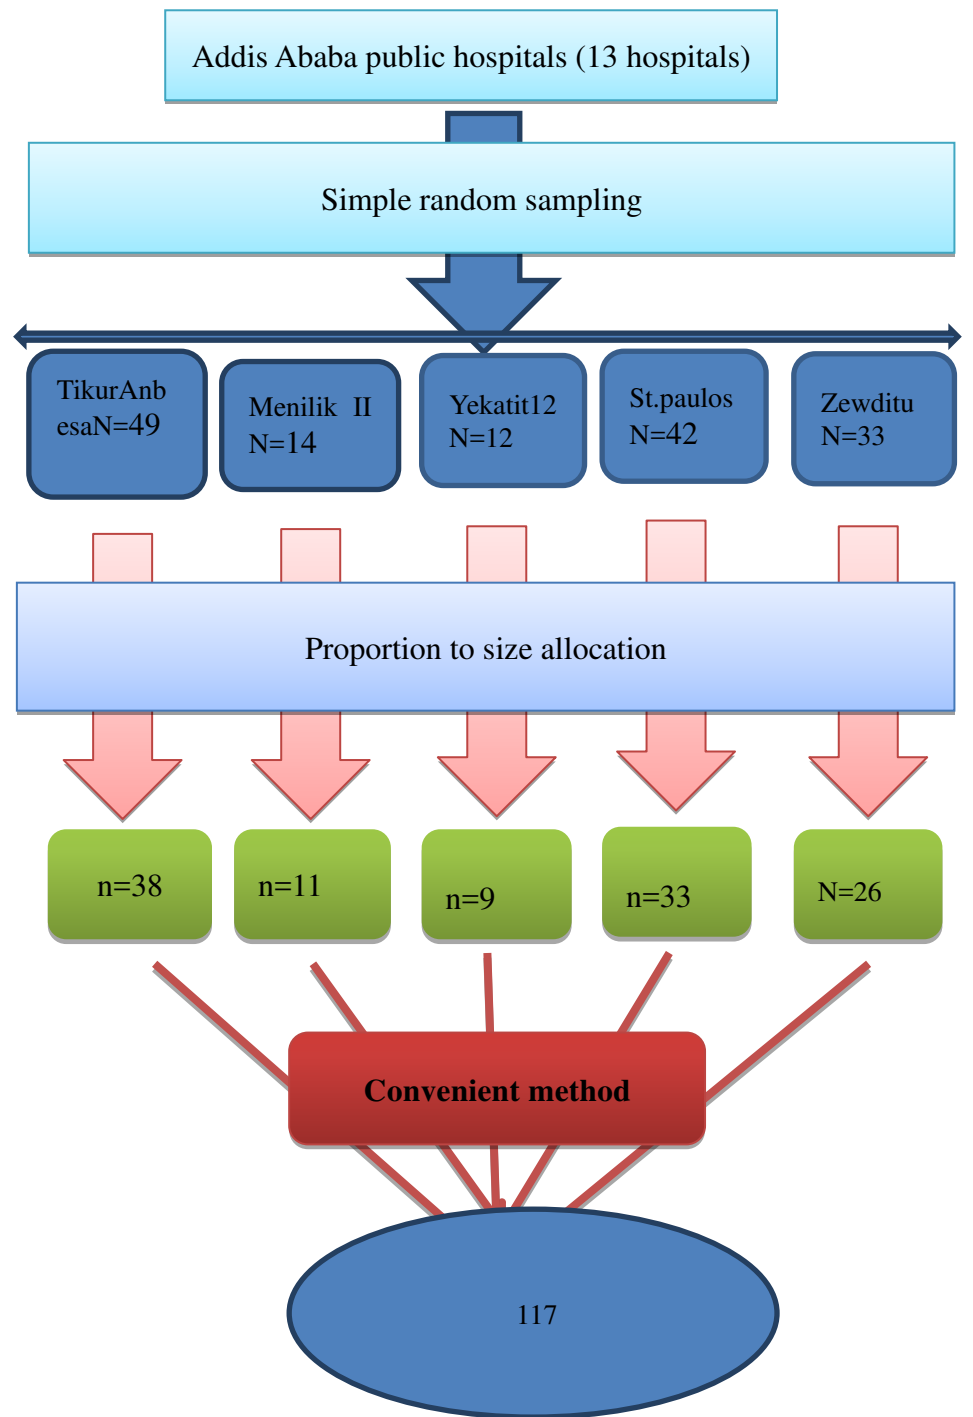 Addis Ababa public hospitals (13 hospitals)
Simple random sampling
TikurAnb
esaN=49
Menilik II
N=14
Yekatit12
N=12
St.paulos
N=42
Zewditu
N=33
Proportion to size allocation
n=38
n=11
n=9
n=33
N=26
Convenient method
117